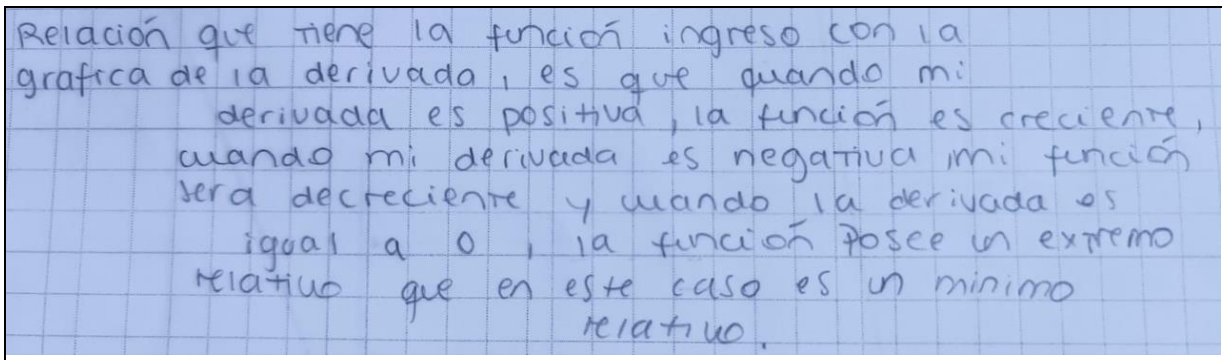 Relación que tiene la función ingreso con la
grafica de la derivada, es que quando mi
derivada es positiva, la función es creciente,
cuando mi derivada es negativa, mi función
sera decreciente y cuando la derivada es
igual a 0, la función posee un extremo
relativo que en este caso es un minimo
relativo.